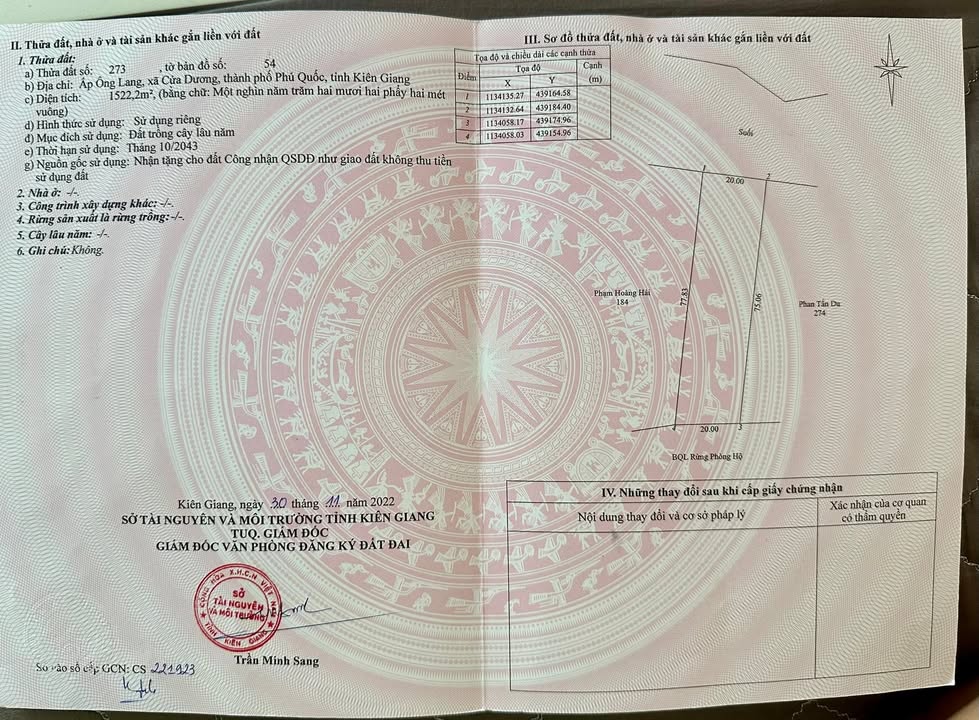 II. Thửa đất, nhà ở và tài sản khác gắn liền với đất
1. Thửa đất:
a) Thửa đất số: 273 , tờ bản đồ số: 54
b) Địa chỉ: Ấp Ông Lang, xã Cửa Dương, thành phố Phú Quốc, tỉnh Kiên Giang
c) Diện tích: 1522,2m², (bằng chữ: Một nghìn năm trăm hai mươi hai phẩy hai mét
vuông)
d) Hình thức sử dụng: Sử dụng riêng
đ) Mục đích sử dụng: Đất trồng cây lâu năm
e) Thời hạn sử dụng: Tháng 10/2043
g) Nguồn gốc sử dụng: Nhận tặng cho đất Công nhận QSDĐ như giao đất không thu tiền
sử dụng đất
2. Nhà ở: -/-.
3. Công trình xây dựng khác: -/-.
4. Rừng sản xuất là rừng trồng: -/-.
5. Cây lâu năm: -/-.
6. Ghi chú: Không.
Kiên Giang, ngày 30 tháng 11 năm 2022
SỞ TÀI NGUYÊN VÀ MÔI TRƯỜNG TỈNH KIÊN GIANG
TUQ. GIÁM ĐỐC
GIÁM ĐỐC VĂN PHÒNG ĐĂNG KÝ ĐẤT ĐAI
CỘNG HÒA X.H.C.N VIỆT NAM
SỞ
TÀI NGUYÊN
VÀ MÔI TRƯỜNG
TỈNH KIÊN GIANG
Trần Minh Sang
Số vào sổ cấp GCN: CS 221923
III. Sơ đồ thửa đất, nhà ở và tài sản khác gắn liền với đất
Tọa độ và chiều dài các cạnh thửa
Điểm Tọa độ Cạnh
X Y (m)
1 1134135.27 439164.58
2 1134132.64 439184.40
3 1134058.17 439174.96
4 1134058.03 439154.96
Suối
1 20.00 2
77.83
75.06
Phạm Hoàng Hải
184
Phan Tấn Du
274
4 20.00 3
BQL Rừng Phòng Hộ
IV. Những thay đổi sau khi cấp giấy chứng nhận
Nội dung thay đổi và cơ sở pháp lý
Xác nhận của cơ quan
có thẩm quyền